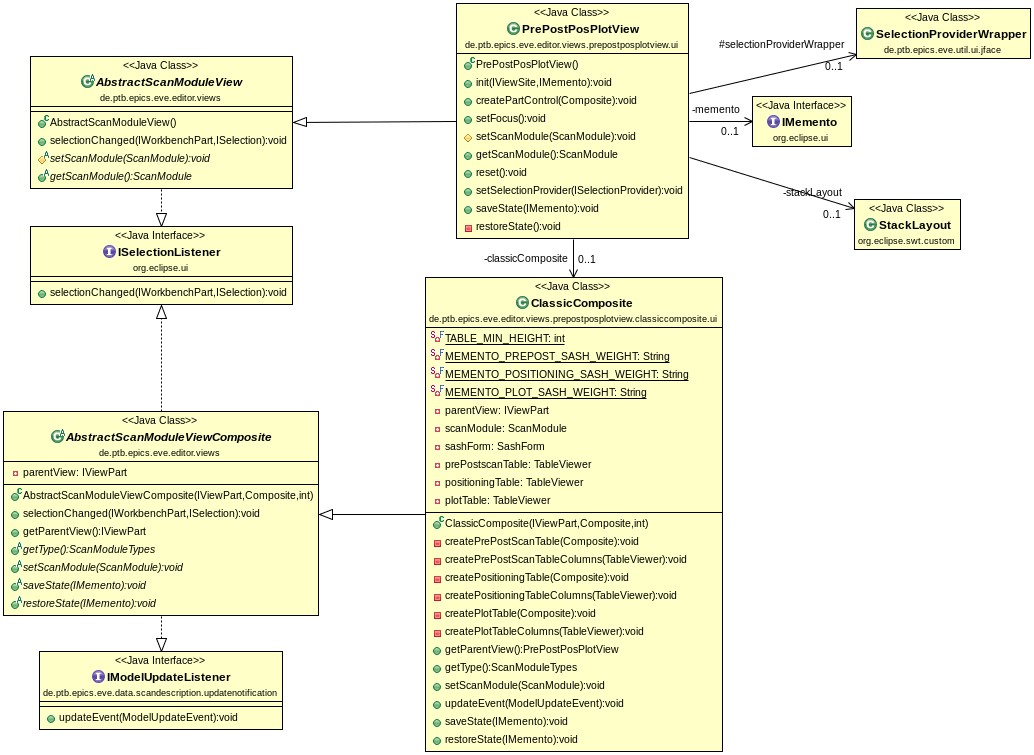 <<Java Class>>
AbstractScanModuleView
de.ptb.epics.eve.editor.views
AbstractScanModuleView()
selectionChanged(IWorkbenchPart,ISelection):void
setScanModule(ScanModule):void
getScanModule():ScanModule
<<Java Interface>>
ISelectionListener
org.eclipse.ui
selectionChanged(IWorkbenchPart,ISelection):void
<<Java Class>>
AbstractScanModuleViewComposite
de.ptb.epics.eve.editor.views
parentView: IViewPart
AbstractScanModuleViewComposite(IViewPart,Composite,int)
selectionChanged(IWorkbenchPart,ISelection):void
getParentView():IViewPart
getType():ScanModuleTypes
setScanModule(ScanModule):void
saveState(IMemento):void
restoreState(IMemento):void
<<Java Interface>>
IModelUpdateListener
de.ptb.epics.eve.data.scandescription.updatenotification
updateEvent(ModelUpdateEvent):void
<<Java Class>>
PrePostPosPlotView
de.ptb.epics.eve.editor.views.prepostposplotview.ui
PrePostPosPlotView()
init(IViewSite,IMemento):void
createPartControl(Composite):void
setFocus():void
setScanModule(ScanModule):void
getScanModule():ScanModule
reset():void
setSelectionProvider(ISelectionProvider):void
saveState(IMemento):void
restoreState():void
-classicComposite
0..1
<<Java Class>>
ClassicComposite
de.ptb.epics.eve.editor.views.prepostposplotview.classiccomposite.ui
TABLE_MIN_HEIGHT: int
MEMENTO_PREPOST_SASH_WEIGHT: String
MEMENTO_POSITIONING_SASH_WEIGHT: String
MEMENTO_PLOT_SASH_WEIGHT: String
parentView: IViewPart
scanModule: ScanModule
sashForm: SashForm
prePostscanTable: TableViewer
positioningTable: TableViewer
plotTable: TableViewer
ClassicComposite(IViewPart,Composite,int)
createPrePostScanTable(Composite):void
createPrePostScanTableColumns(TableViewer):void
createPositioningTable(Composite):void
createPositioningTableColumns(TableViewer):void
createPlotTable(Composite):void
createPlotTableColumns(TableViewer):void
getParentView():PrePostPosPlotView
getType():ScanModuleTypes
setScanModule(ScanModule):void
updateEvent(ModelUpdateEvent):void
saveState(IMemento):void
restoreState(IMemento):void
#selectionProviderWrapper
0..1
<<Java Class>>
SelectionProviderWrapper
de.ptb.epics.eve.util.ui.jface
-memento
0..1
<<Java Interface>>
IMemento
org.eclipse.ui
-stackLayout
0..1
<<Java Class>>
StackLayout
org.eclipse.swt.custom